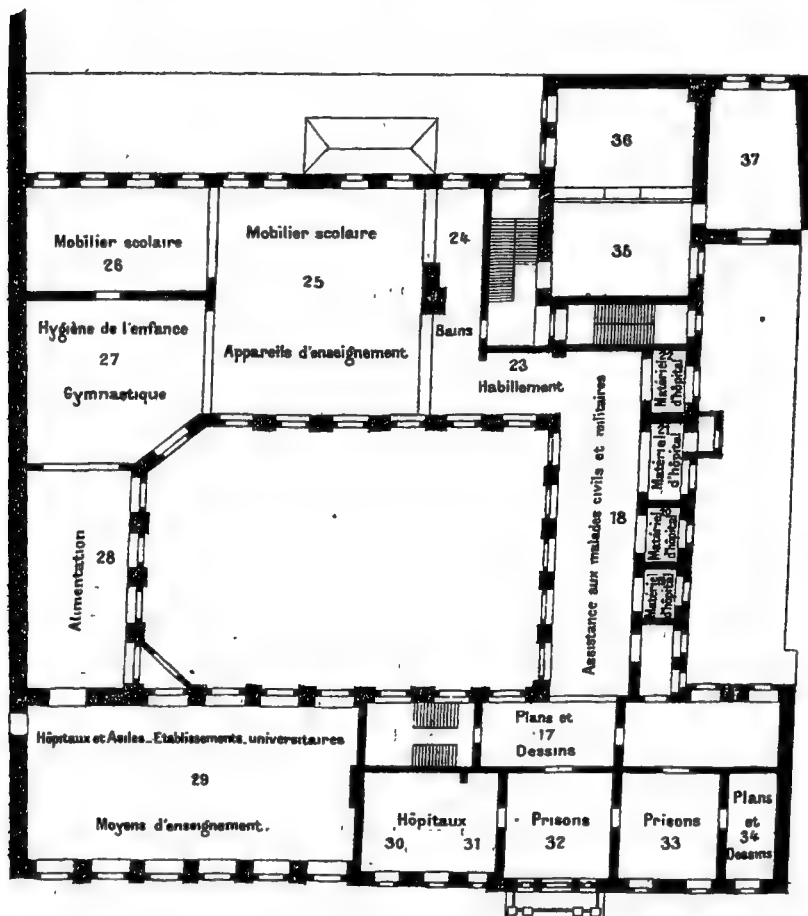 36
37
Mobilier scolaire
26
Mobilier scolaire
25
Appareils d'enseignement
24
Bains
35
Hygiène de l'enfance
27
Gymnastique
23
Habillement
Assistance aux malades civils et militaires
18
Matériel
d'hôpital
Matériel
d'hôpital
Matériel
d'hôpital
Matériel
d'hôpital
Alimentation
28
Plans et
17
Dessins
Hôpitaux et Asiles_Etablissements universitaires
29
Moyens d'enseignement.
Hôpitaux
30 31
Prisons
32
Prisons
33
Plans
et
34
Dessins